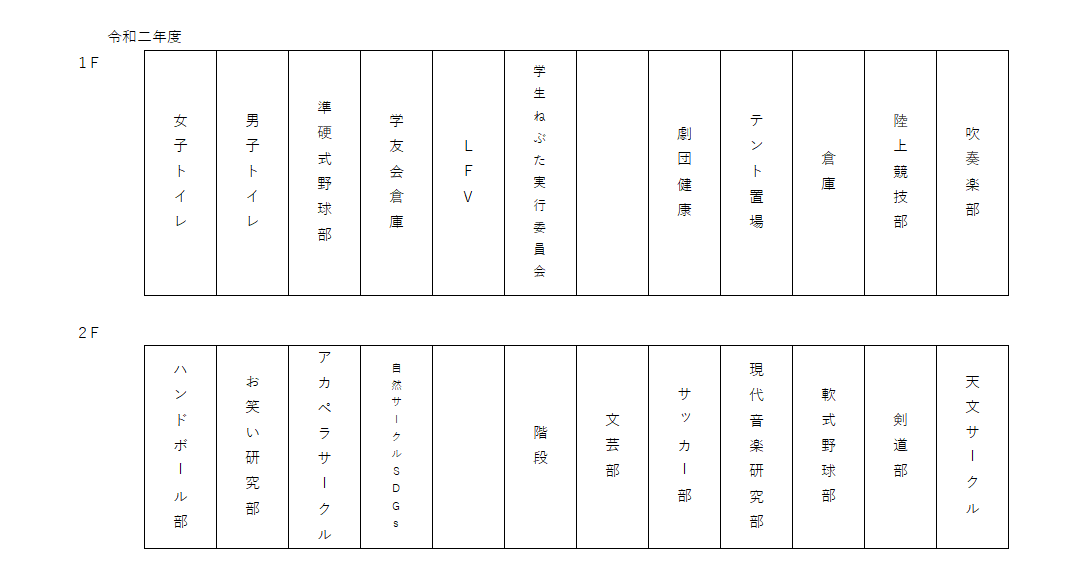 令和二年度
1F
女子トイレ
男子トイレ
準硬式野球部
学友会倉庫
LFV
学生ねぶた実行委員会
劇団健康
テント置場
倉庫
陸上競技部
吹奏楽部
2F
ハンドボール部
お笑い研究部
アカペラサークル
自然サークルSDGs
階段
文芸部
サッカー部
現代音楽研究部
軟式野球部
剣道部
天文サークル